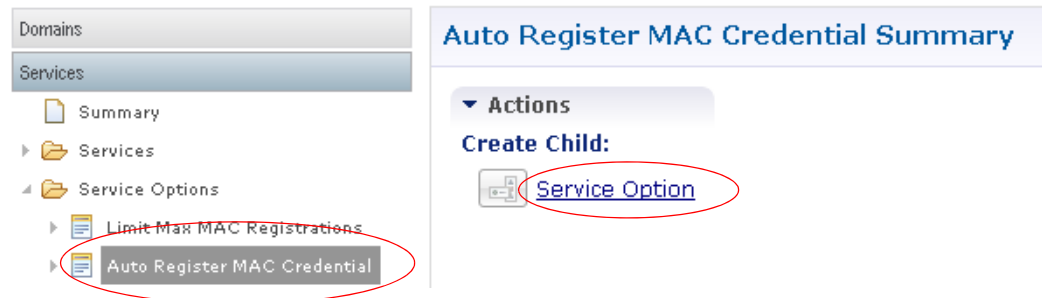 Domains
Services
Summary
Services
Service Options
Limit Max MAC Registrations
Auto Register MAC Credential
Auto Register MAC Credential Summary
Actions
Create Child:
Service Option